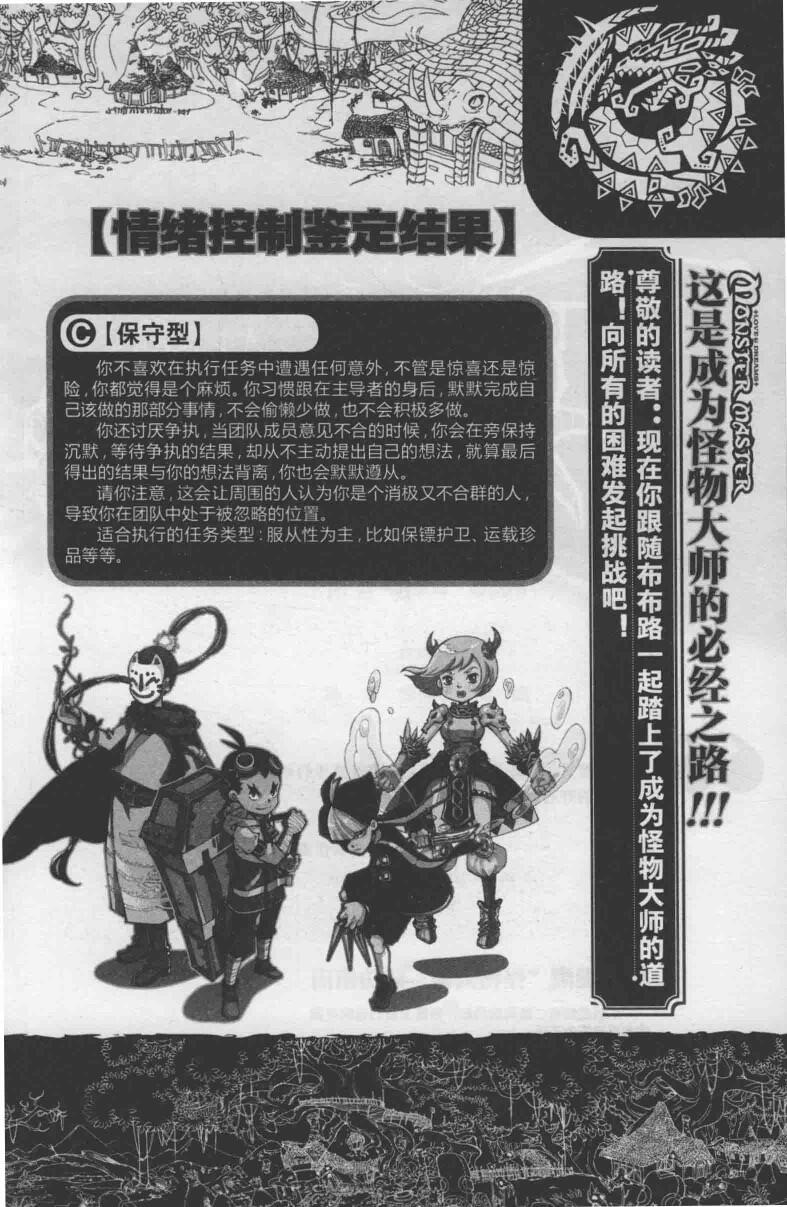 【情绪控制鉴定结果】
C【保守型】
你不喜欢在执行任务中遭遇任何意外，不管是惊喜还是惊
险，你都觉得是个麻烦。你习惯跟在主导者的身后，默默完成自
己该做的那部分事情，不会偷懒少做，也不会积极多做。
你还讨厌争执，当团队成员意见不合的时候，你会在旁保持
沉默，等待争执的结果，却从不主动提出自己的想法，就算最后
得出的结果与你的想法背离，你也会默默遵从。
请你注意，这会让周围的人认为你是个消极又不合群的人，
导致你在团队中处于被忽略的位置。
适合执行的任务类型：服从性为主，比如保镖护卫、运载珍
品等等。
MONSTER MASTER
LOVE & DREAMS
这是成为怪物大师的必经之路!!!
尊敬的读者：现在你跟随布布路一起踏上了成为怪物大师的道
路！向所有的困难发起挑战吧！